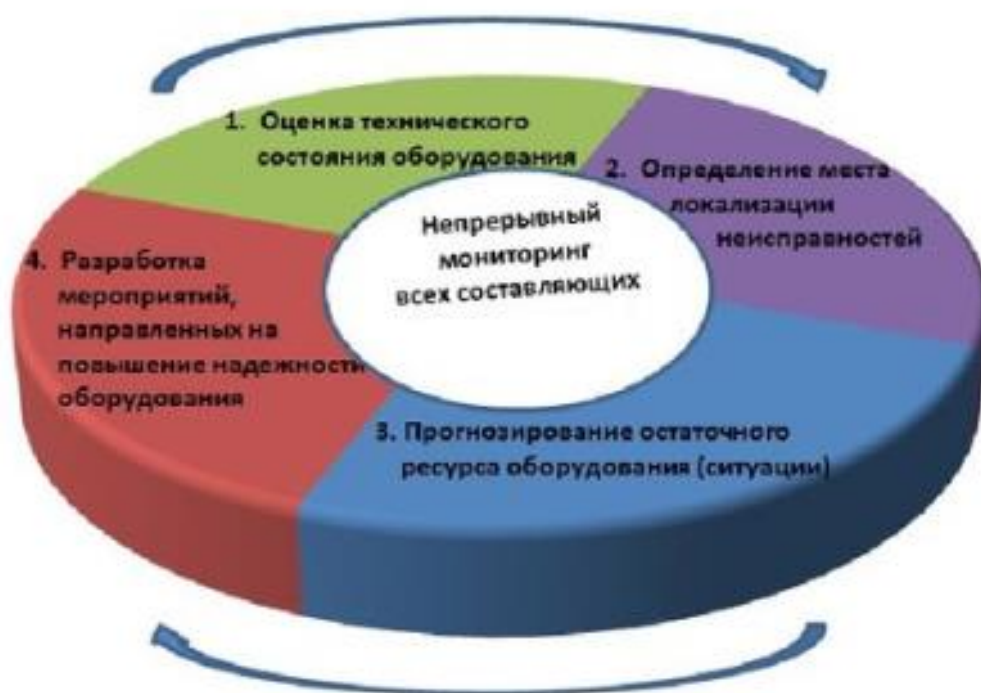 1. Оценка технического
состояния оборудования
2. Определение места
локализации
неисправностей
Непрерывный
мониторинг
всех составляющих
4. Разработка
мероприятий,
направленных на
повышение надежности
оборудования
3. Прогнозирование остаточного
ресурса оборудования (ситуации)